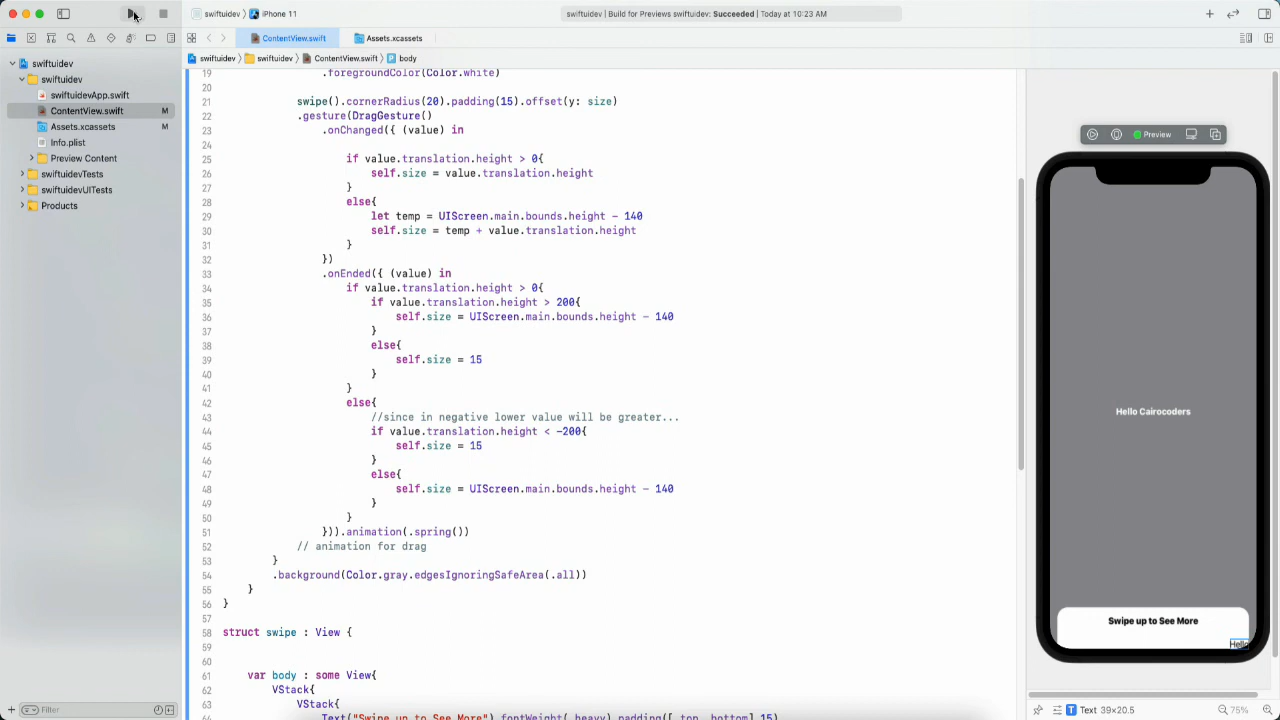 swiftuidev
iPhone 11
swiftuidev | Build for Previews swiftuidev: Succeeded | Today at 10:23 AM
ContentView.swift
Assets.xcassets
swiftuidev
swiftuidev
ContentView.swift
body
swiftuidev
swiftuidev
swiftuidevApp.swift
ContentView.swift M
Assets.xcassets M
Info.plist
Preview Content
swiftuidevTests
swiftuidevUITests
Products
Filter
19 .foregroundColor(Color.white)
20
21 swipe().cornerRadius(20).padding(15).offset(y: size)
22 .gesture(DragGesture()
23 .onChanged({ (value) in
24
25 if value.translation.height > 0{
26 self.size = value.translation.height
27 }
28 else{
29 let temp = UIScreen.main.bounds.height - 140
30 self.size = temp + value.translation.height
31 }
32 })
33 .onEnded({ (value) in
34 if value.translation.height > 0{
35 if value.translation.height > 200{
36 self.size = UIScreen.main.bounds.height - 140
37 }
38 else{
39 self.size = 15
40 }
41 }
42 else{
43 //since in negative lower value will be greater...
44 if value.translation.height < -200{
45 self.size = 15
46 }
47 else{
48 self.size = UIScreen.main.bounds.height - 140
49 }
50 }
51 })).animation(.spring())
52 // animation for drag
53 }
54 .background(Color.gray.edgesIgnoringSafeArea(.all))
55 }
56 }
57
58 struct swipe : View {
59
60
61 var body : some View{
62 VStack{
63 VStack{
64 Text("Swipe up to See More").fontWeight(.heavy).padding([.top,.bottom],15)
Preview
Hello Cairocoders
Swipe up to See More
Hello
Text 39×20.5
75%